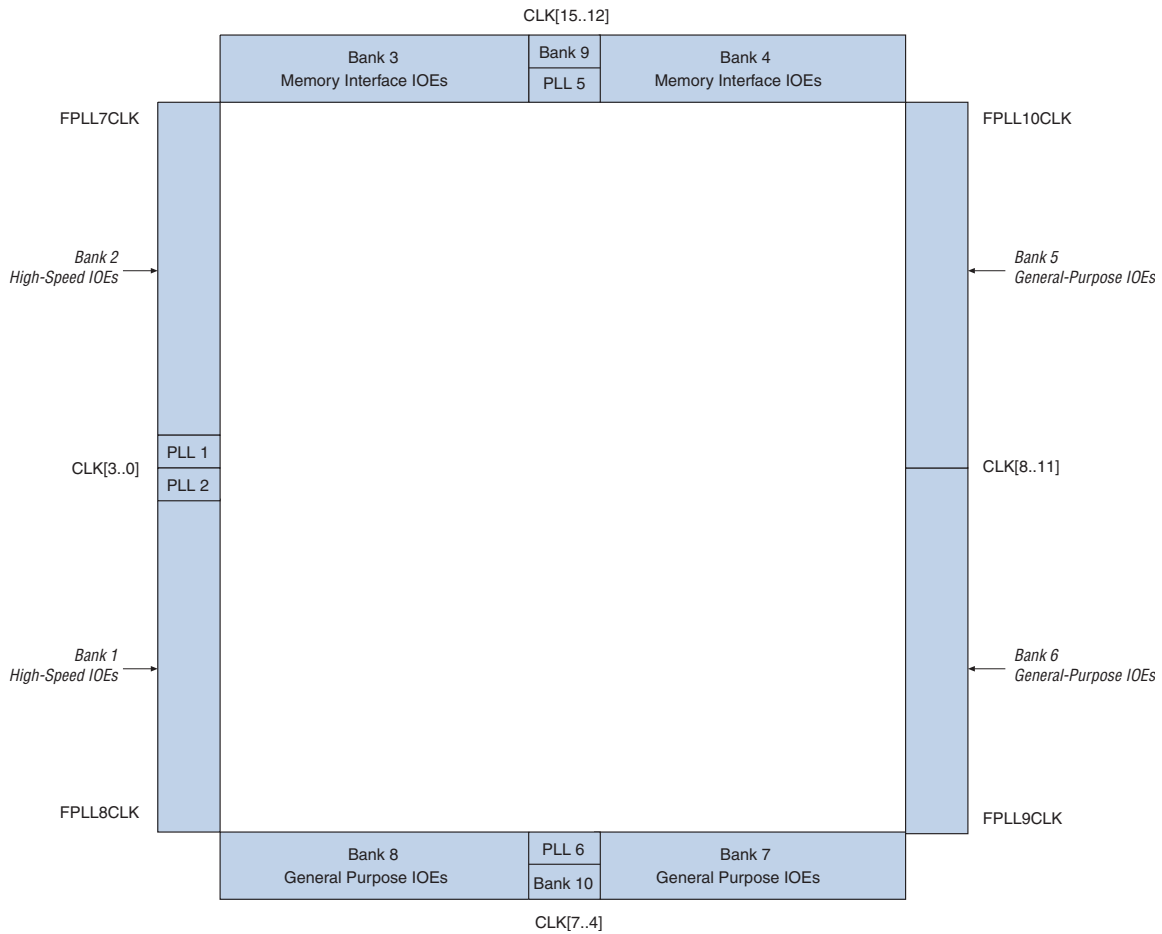 CLK[15..12]
Bank 3
Memory Interface IOEs
Bank 9
PLL 5
Bank 4
Memory Interface IOEs
FPLL7CLK
FPLL10CLK
Bank 2
High-Speed IOEs
Bank 5
General-Purpose IOEs
PLL 1
CLK[3..0]
PLL 2
CLK[8..11]
Bank 1
High-Speed IOEs
Bank 6
General-Purpose IOEs
FPLL8CLK
FPLL9CLK
Bank 8
General Purpose IOEs
PLL 6
Bank 10
Bank 7
General Purpose IOEs
CLK[7..4]